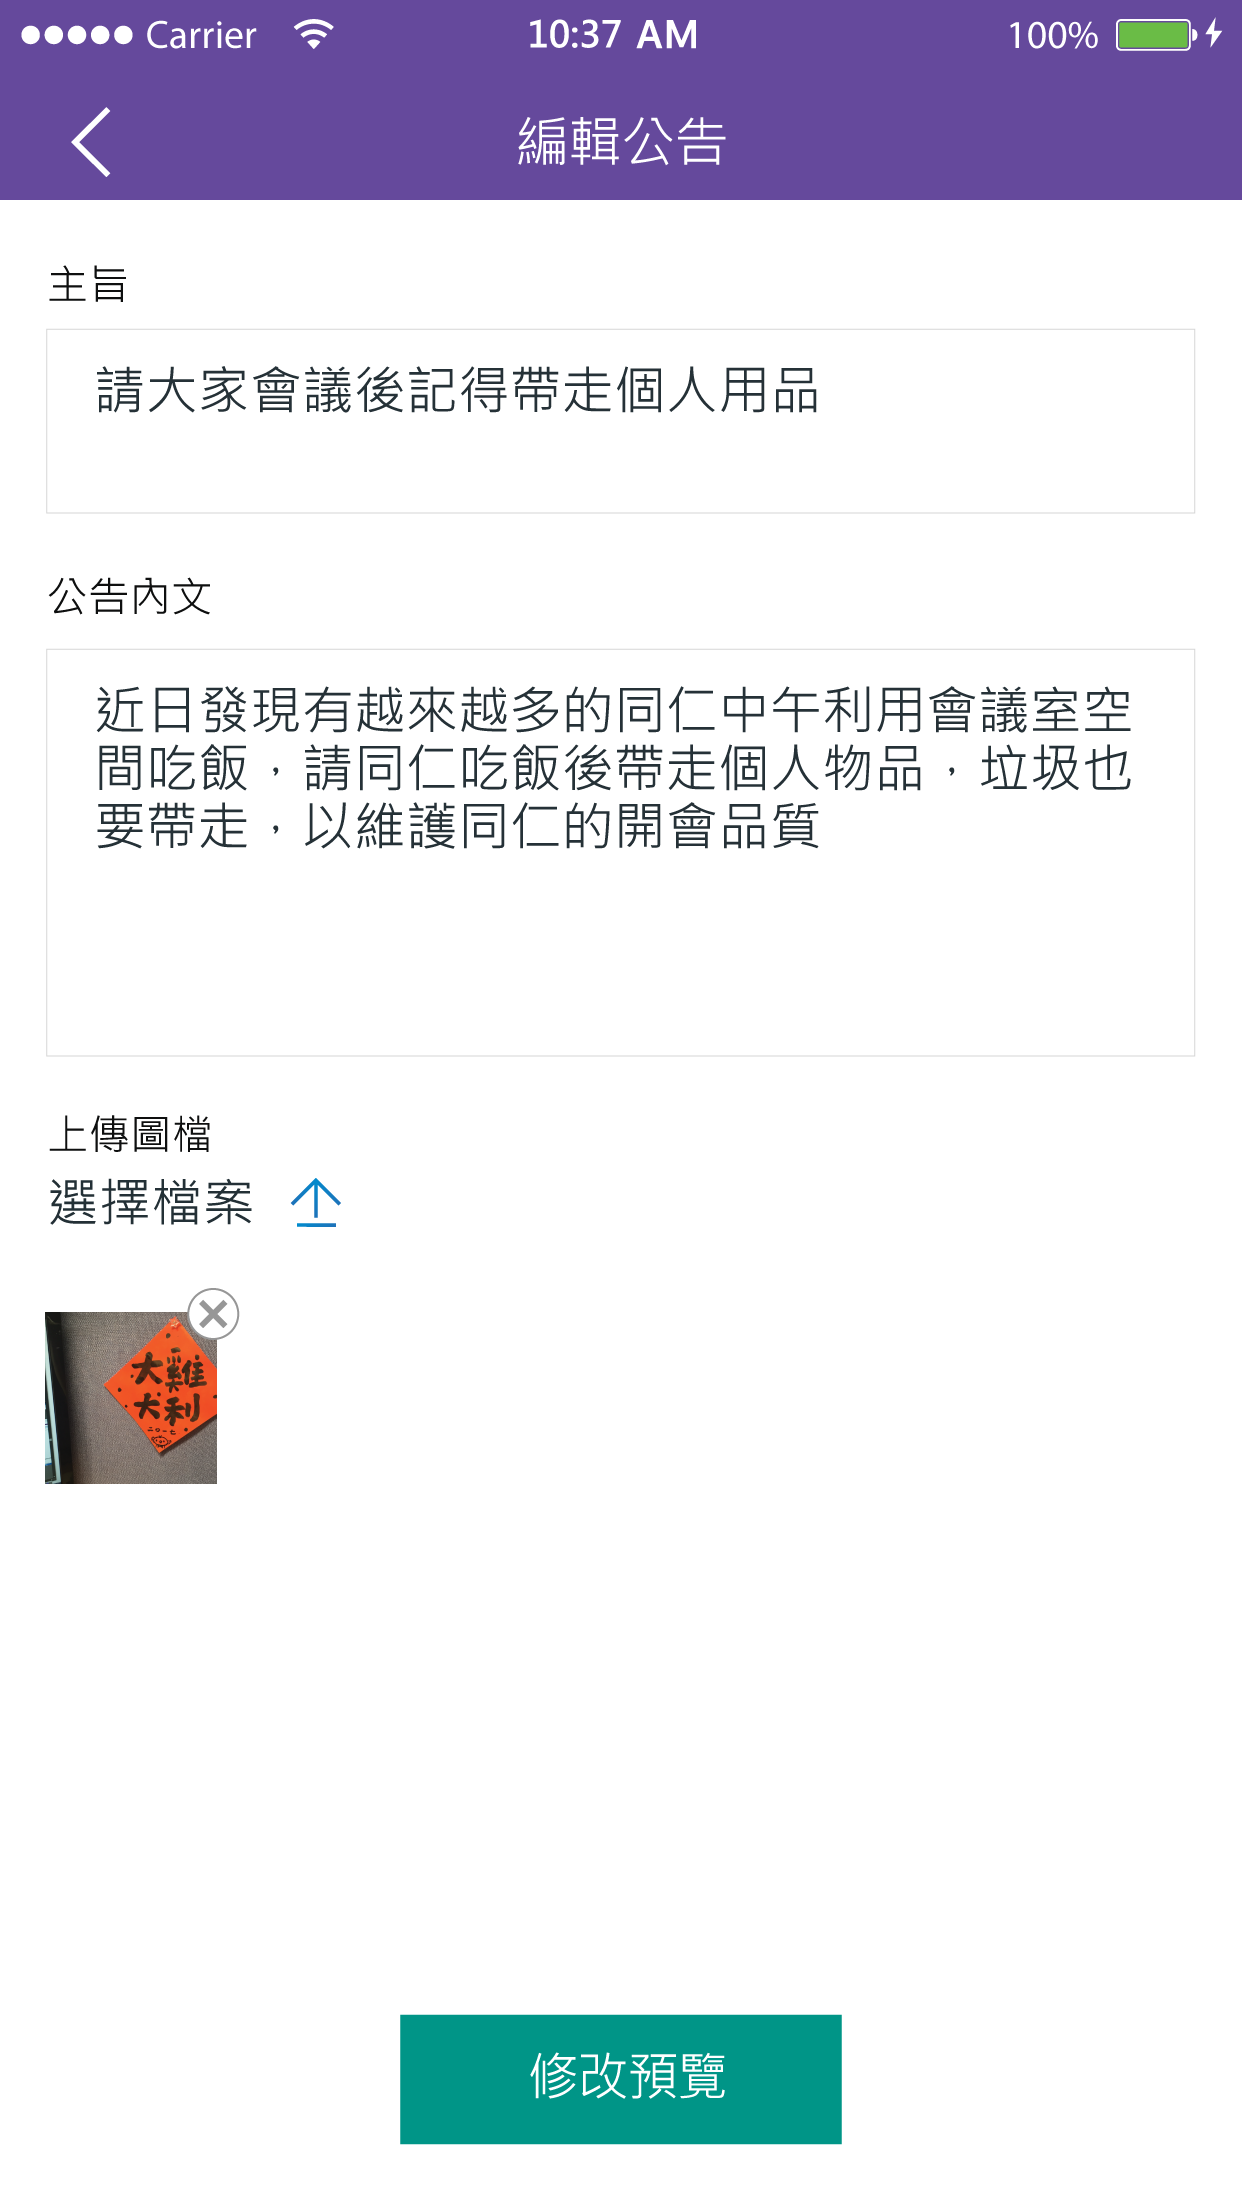 Carrier 10:37 AM 100%
編輯公告
主旨
請大家會議後記得帶走個人用品
公告內文
近日發現有越來越多的同仁中午利用會議室空
間吃飯，請同仁吃飯後帶走個人物品，垃圾也
要帶走，以維護同仁的開會品質
上傳圖檔
選擇檔案
大雞
大利
二〇一七
修改預覽